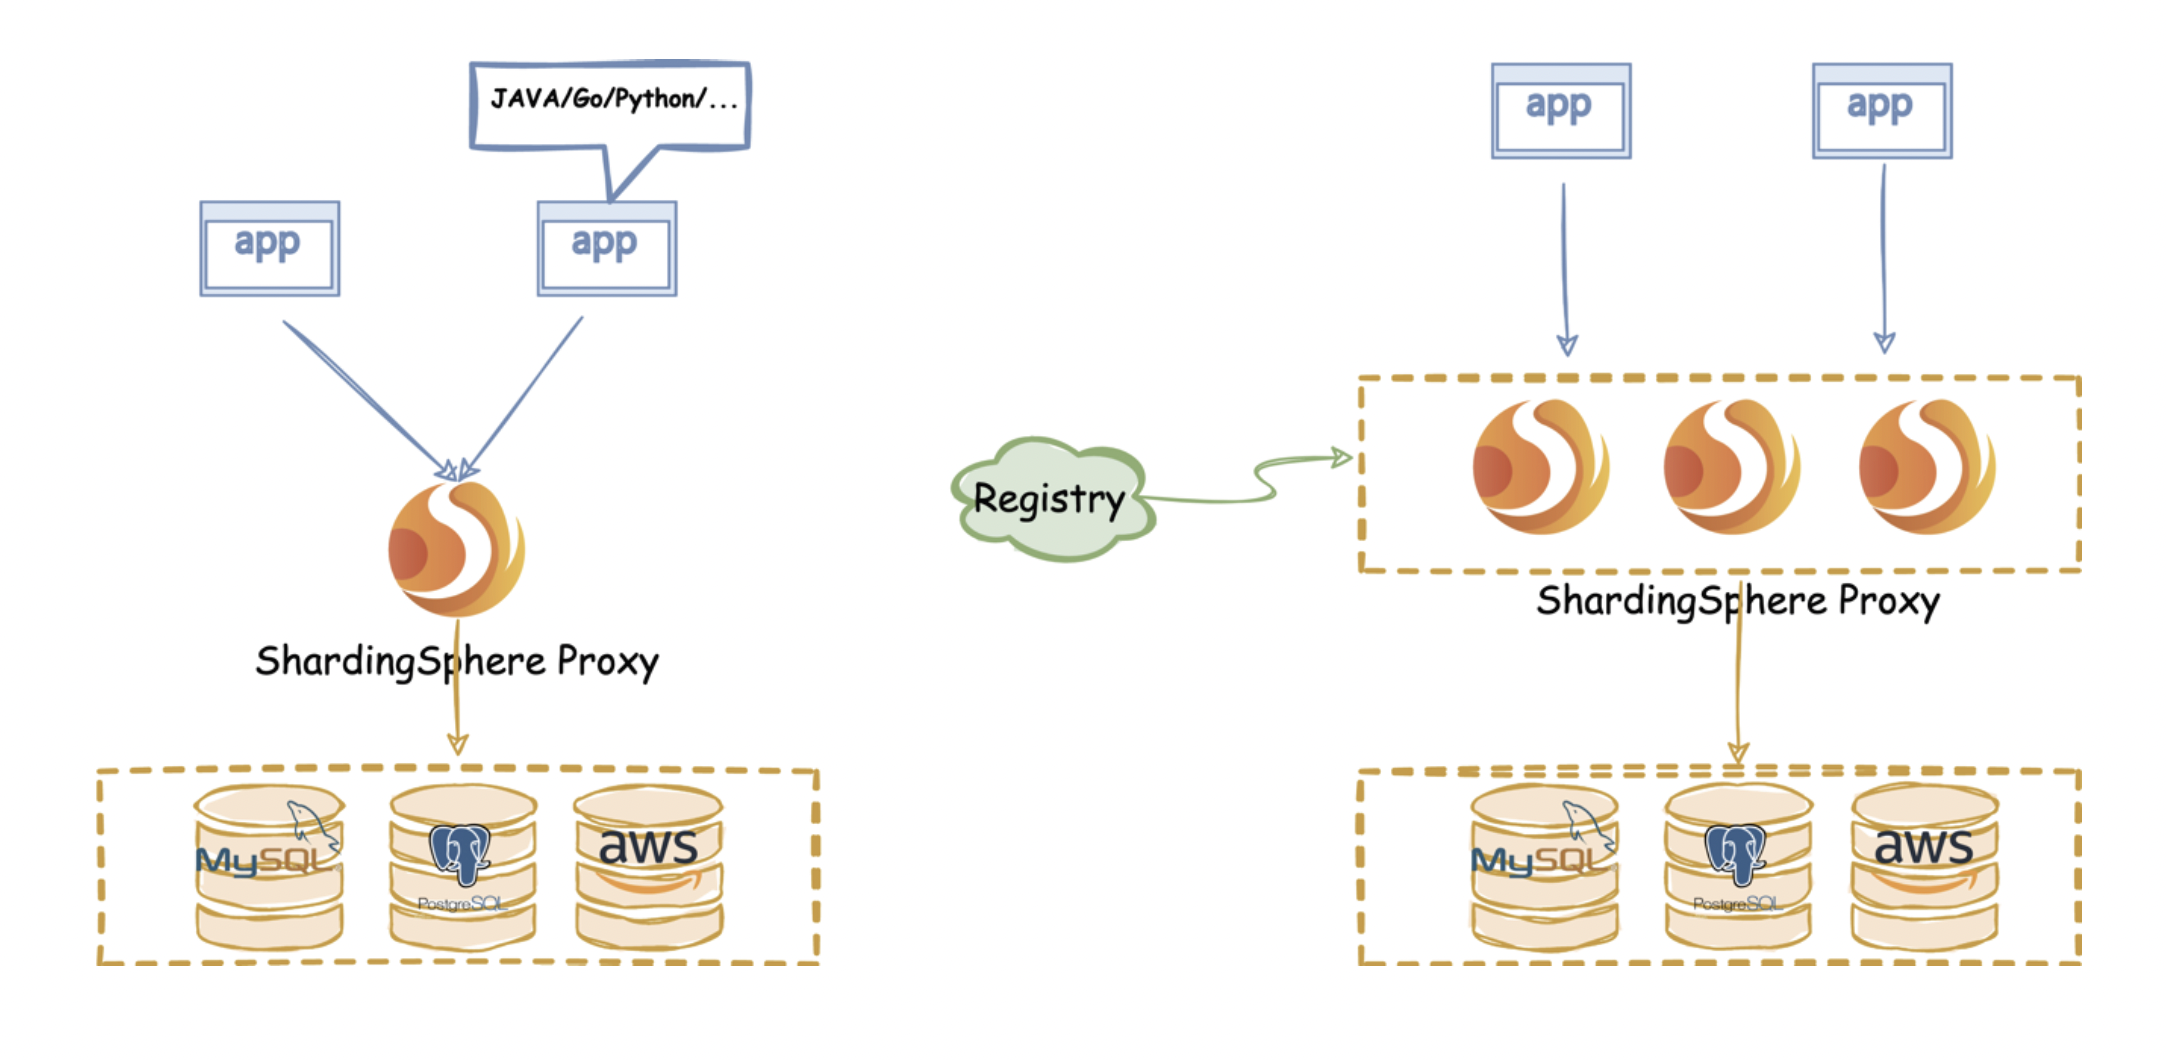 JAVA/Go/Python/...
app
app
ShardingSphere Proxy
MySQL
PostgreSQL
aws
app
app
Registry
ShardingSphere Proxy
MySQL
PostgreSQL
aws